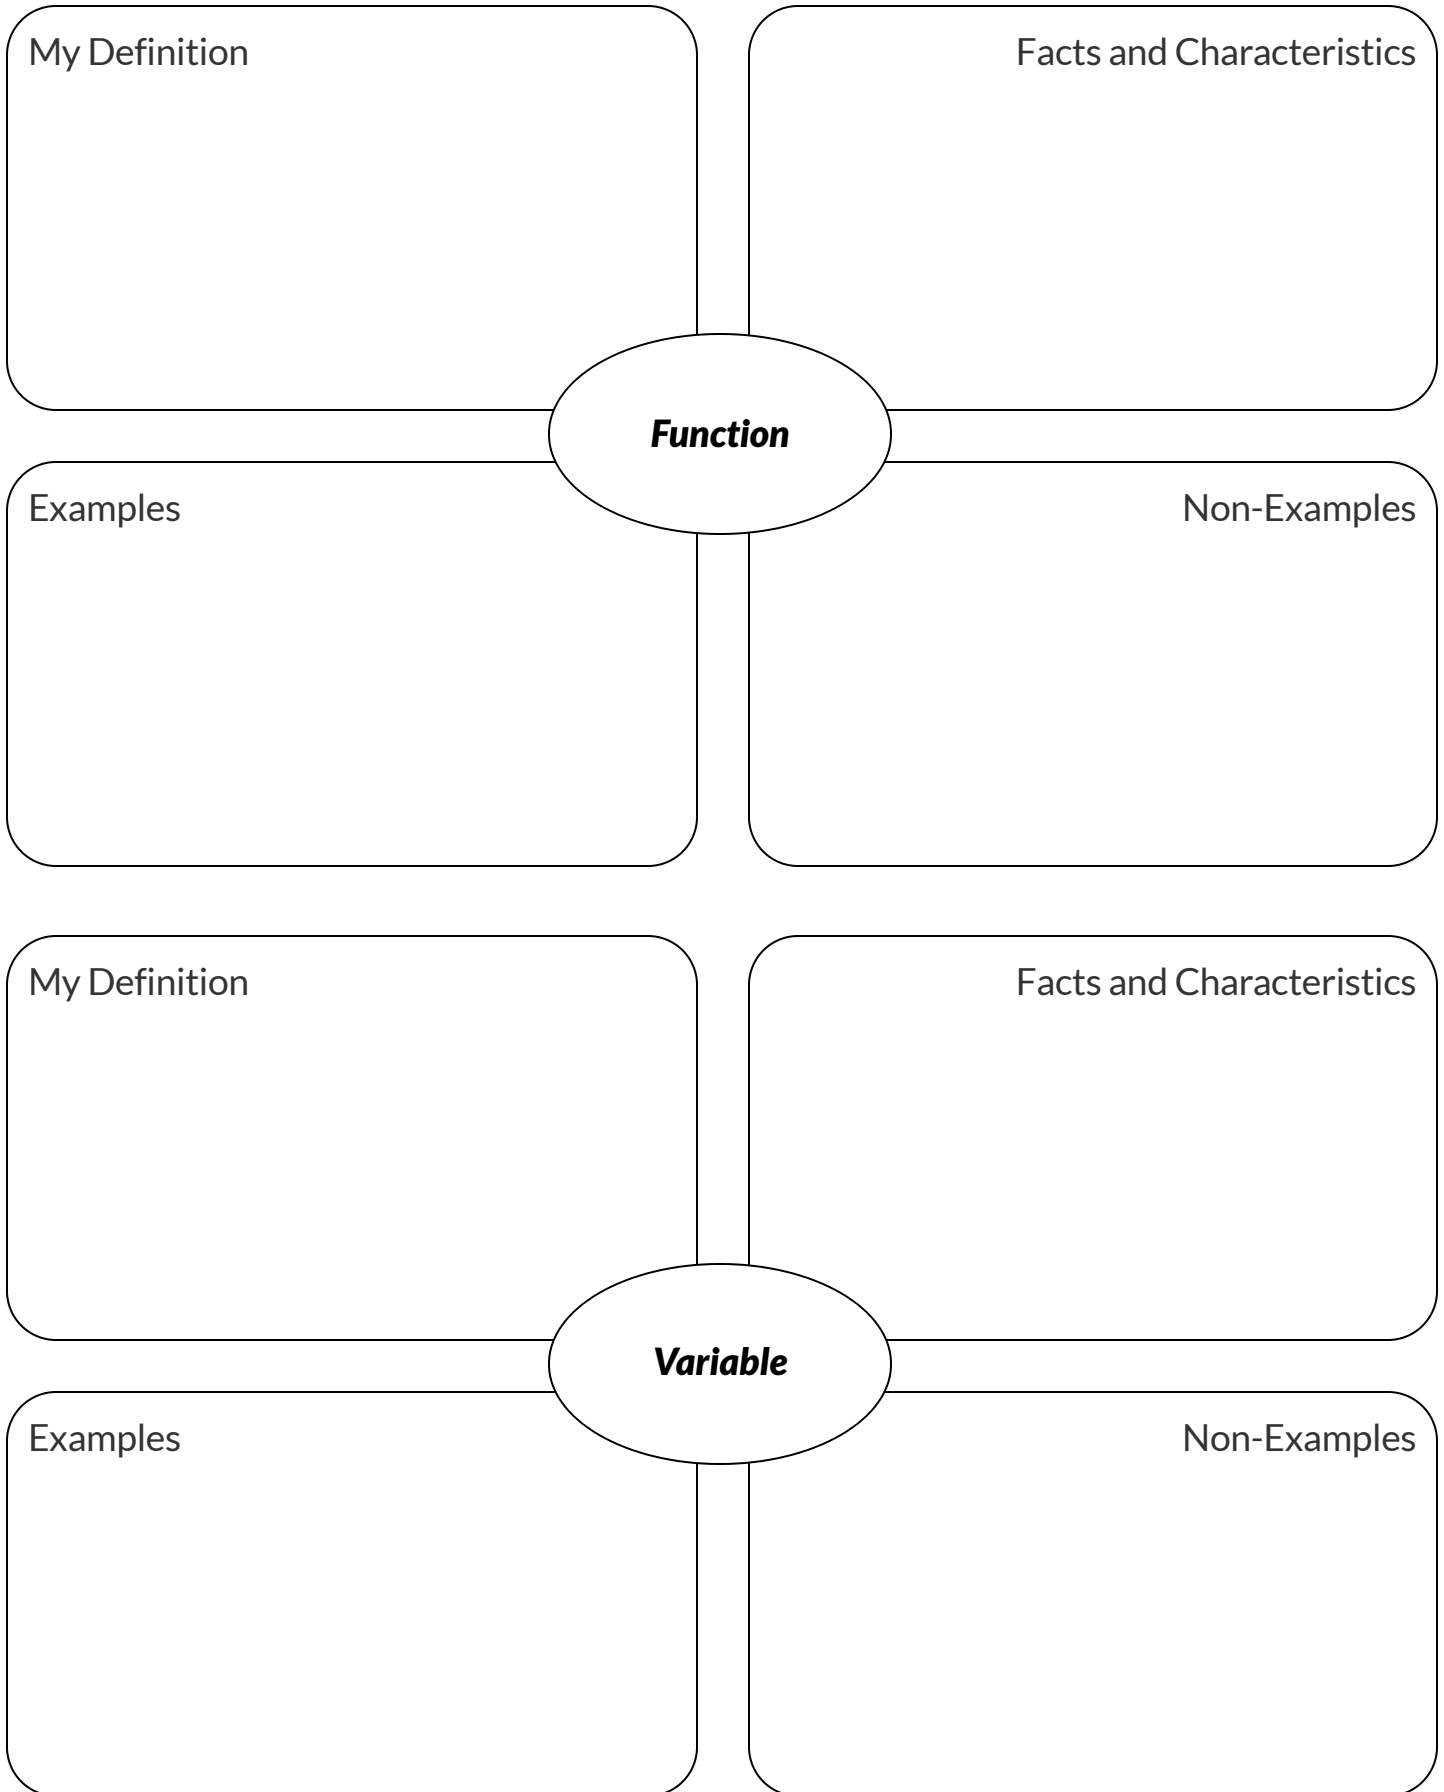 My Definition
Facts and Characteristics
Function
Examples
Non-Examples
My Definition
Facts and Characteristics
Variable
Examples
Non-Examples